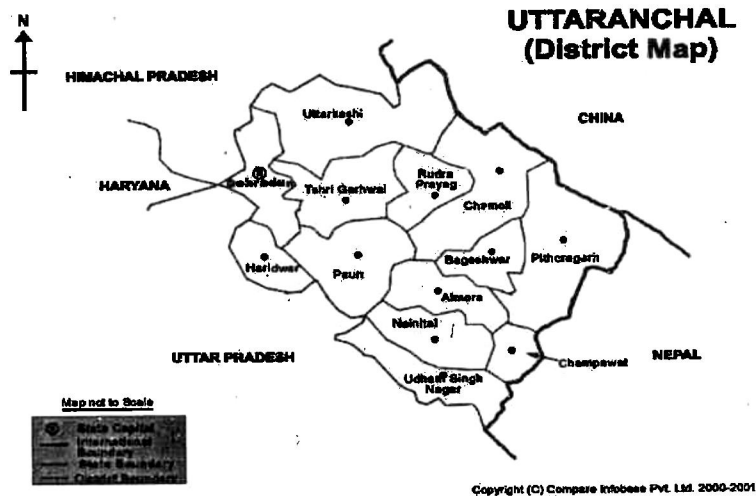 UTTARANCHAL
(District Map)
N
HIMACHAL PRADESH
CHINA
Uttarkashi
HARYANA
Dehradun
Tehri Garhwal
Rudra
Prayag
Chamoli
Haridwar
Pauri
Bageshwar
Pithoragarh
Almora
Nainital
UTTAR PRADESH
Champawat
NEPAL
Udham Singh
Nagar
Map not to Scale
State Capital
International
Boundary
State Boundary
District Boundary
Copyright (C) Compare Infobase Pvt. Ltd. 2000-2001